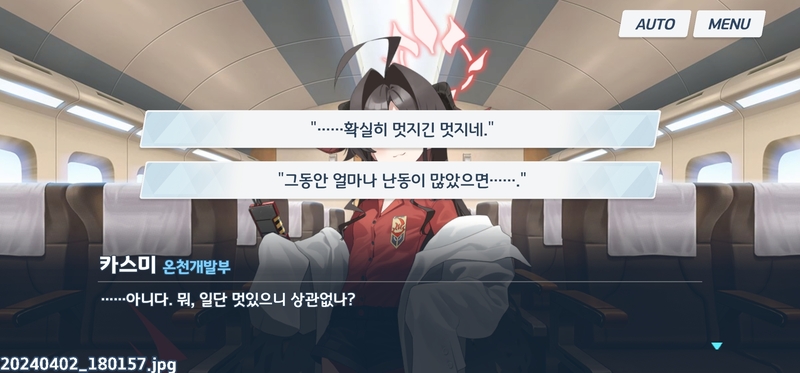 AUTO MENU
"……확실히 멋지긴 멋지네."
"그동안 얼마나 난동이 많았으면……."
카스미 온천개발부
……아니다. 뭐, 일단 멋있으니 상관없나?
20240402_180157.jpg